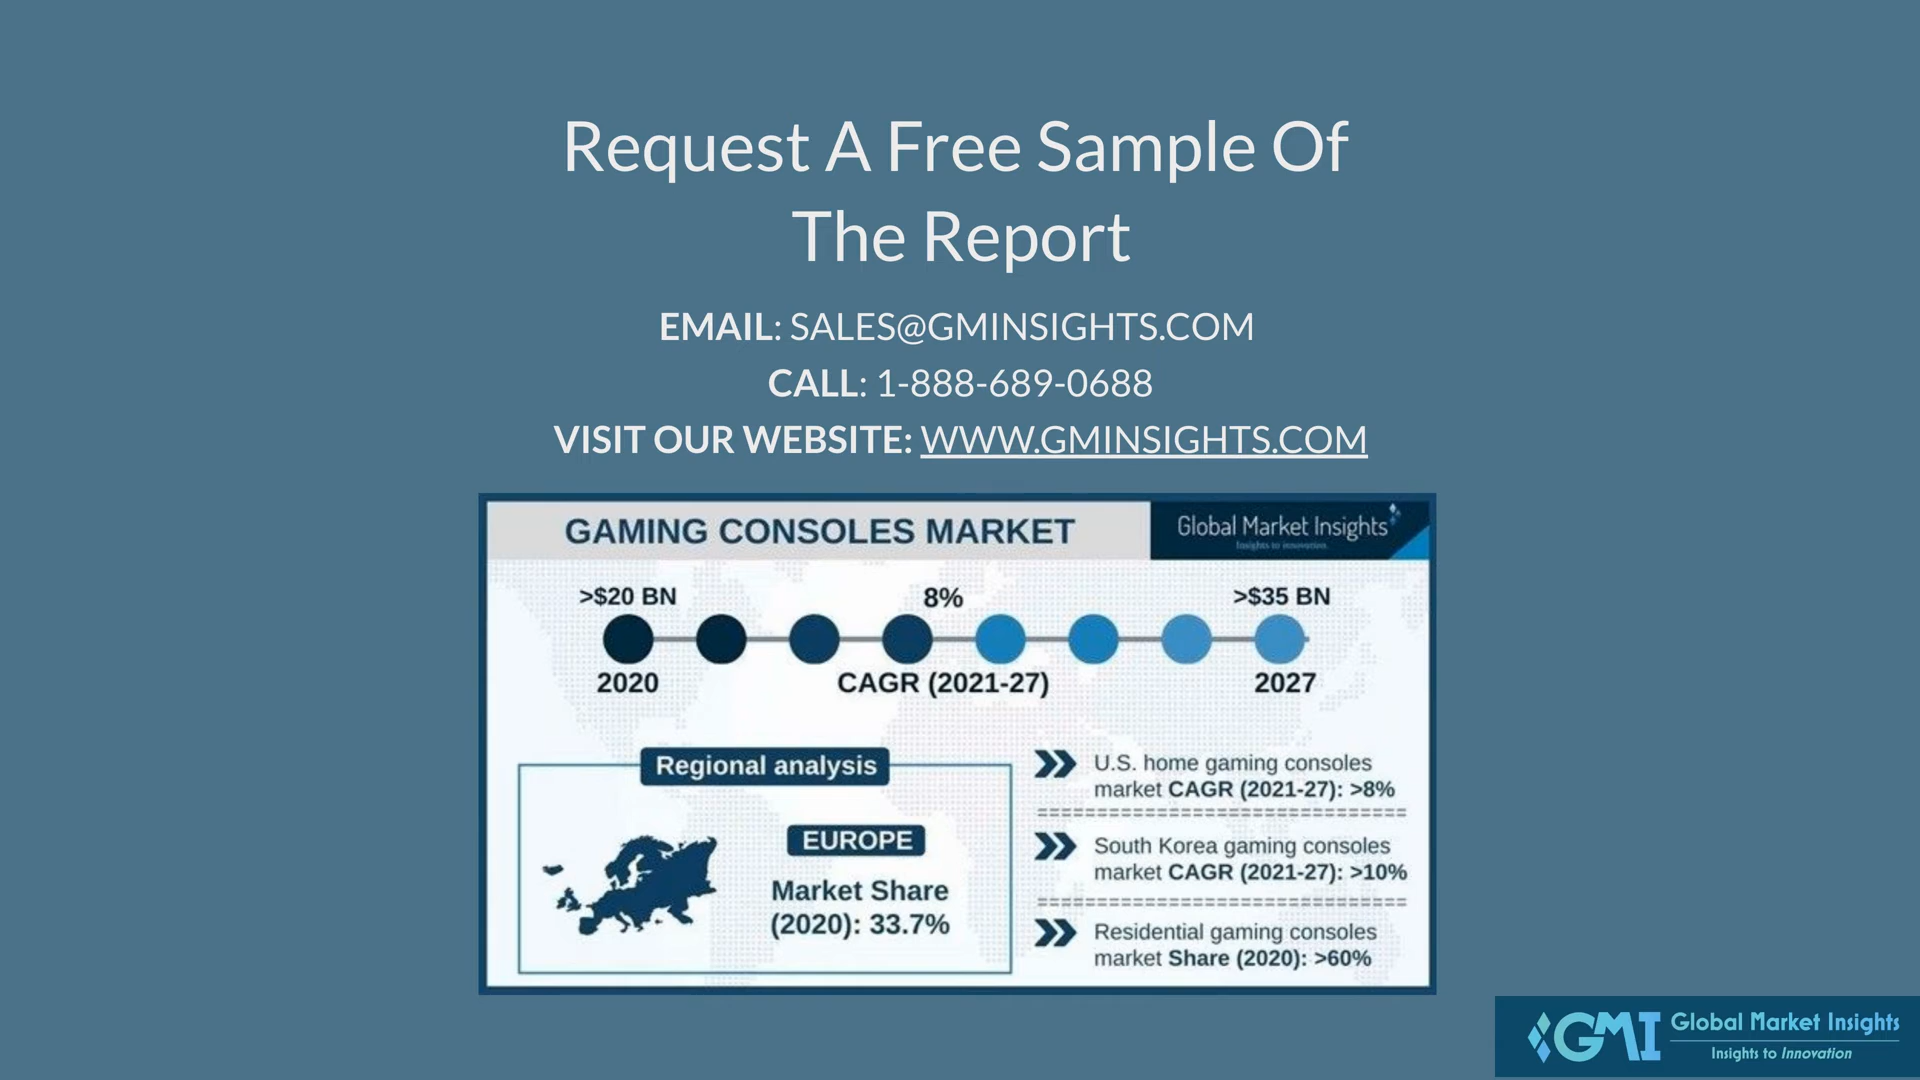 Request A Free Sample Of
The Report
EMAIL: SALES@GMINSIGHTS.COM
CALL: 1-888-689-0688
VISIT OUR WEBSITE: WWW.GMINSIGHTS.COM
GAMING CONSOLES MARKET
Global Market Insights
Insights to innovation
>$20 BN
8%
>$35 BN
2020
CAGR (2021-27)
2027
Regional analysis
EUROPE
Market Share
(2020): 33.7%
U.S. home gaming consoles
market CAGR (2021-27): >8%
South Korea gaming consoles
market CAGR (2021-27): >10%
Residential gaming consoles
market Share (2020): >60%
GMI
Global Market Insights
Insights to Innovation